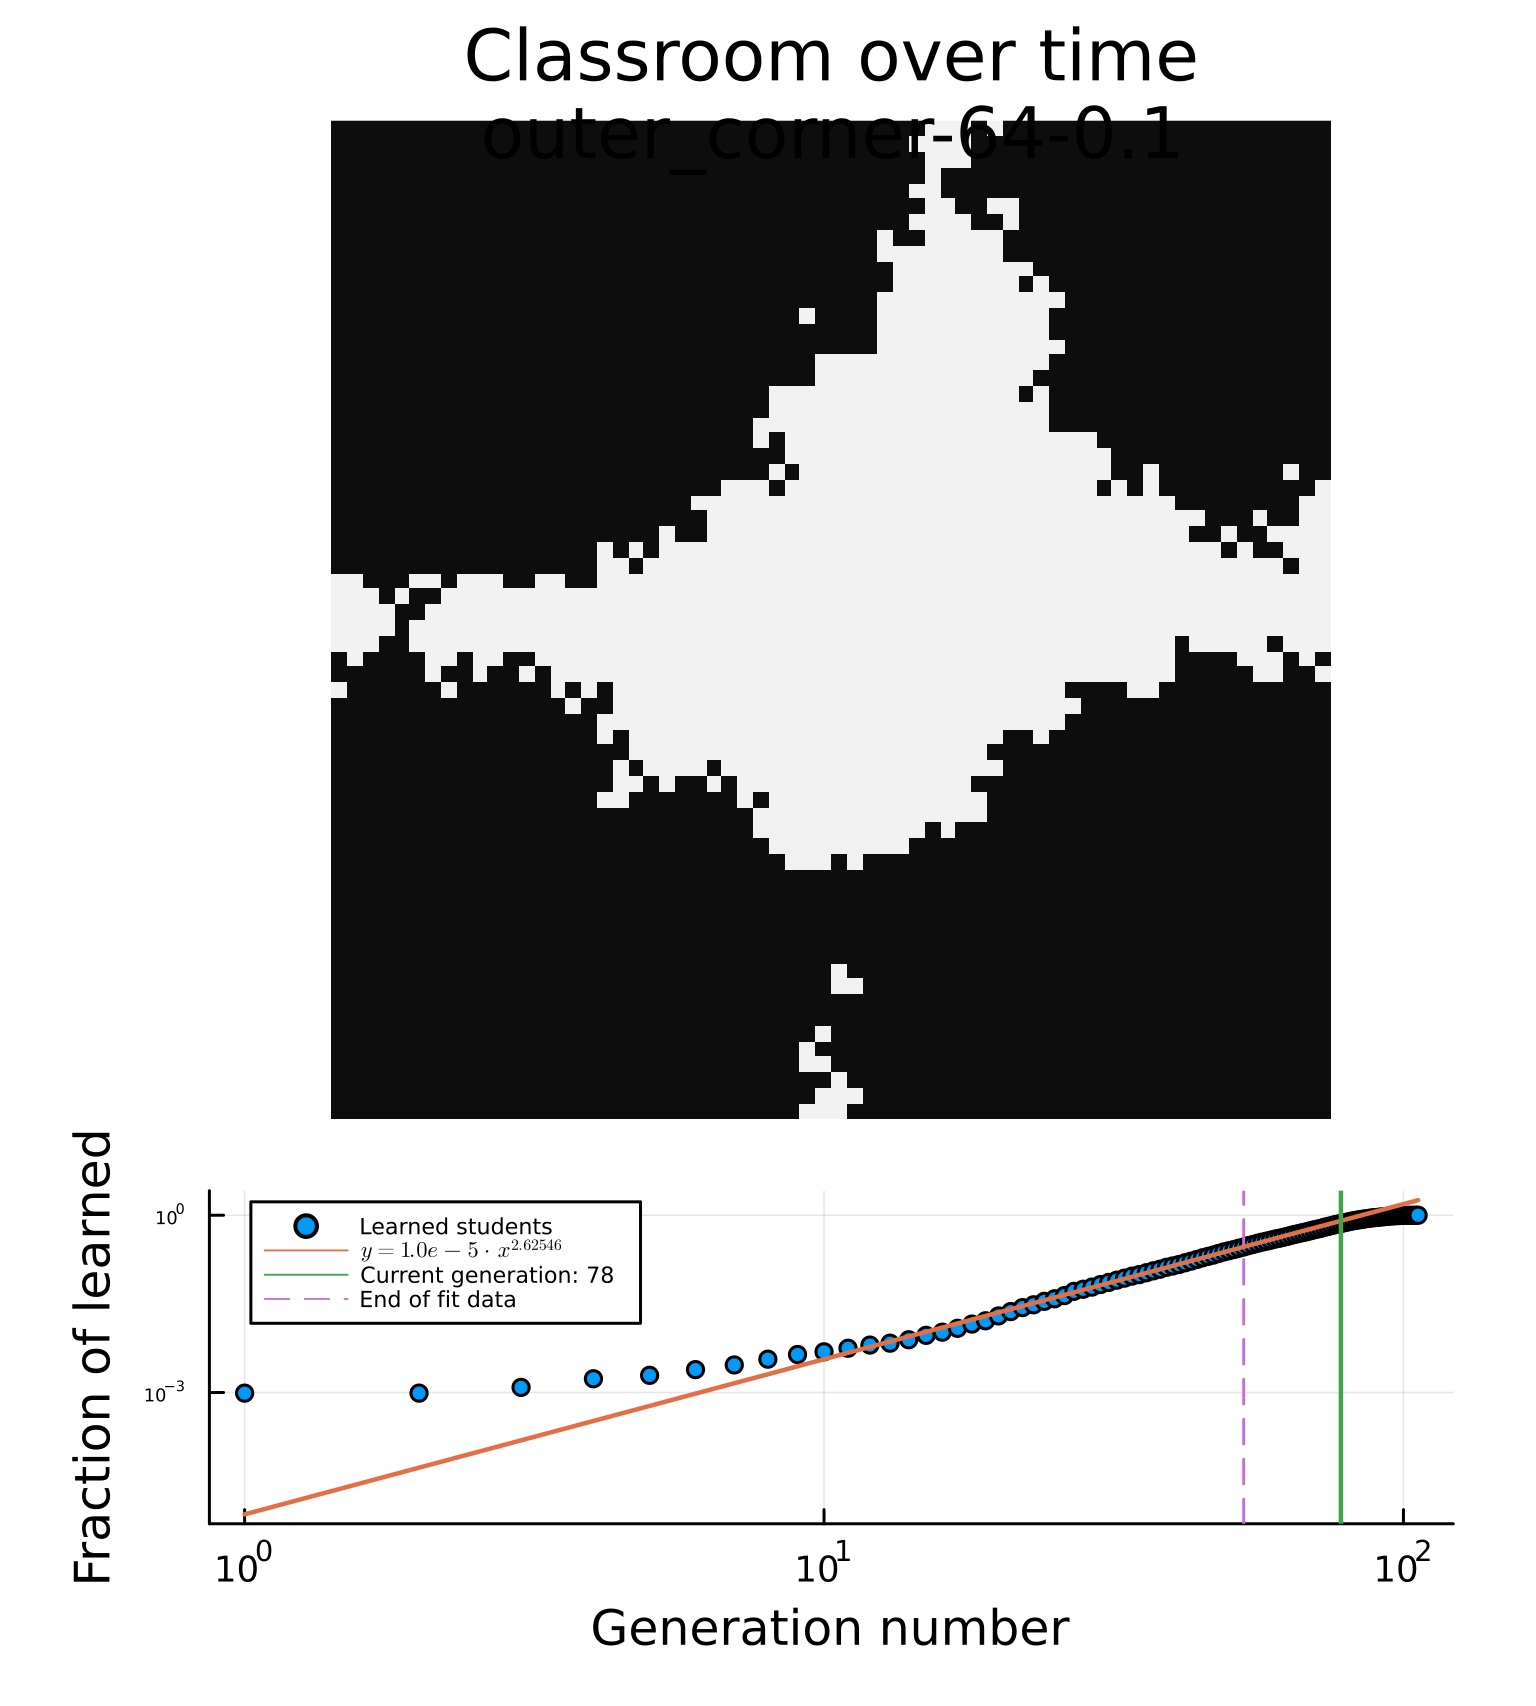 Classroom over time
outer_corner-64-0.1
Fraction of learned
10^0
10^-3
Learned students
y = 1.0e − 5 · x^2.62546
Current generation: 78
End of fit data
10^0
10^1
10^2
Generation number